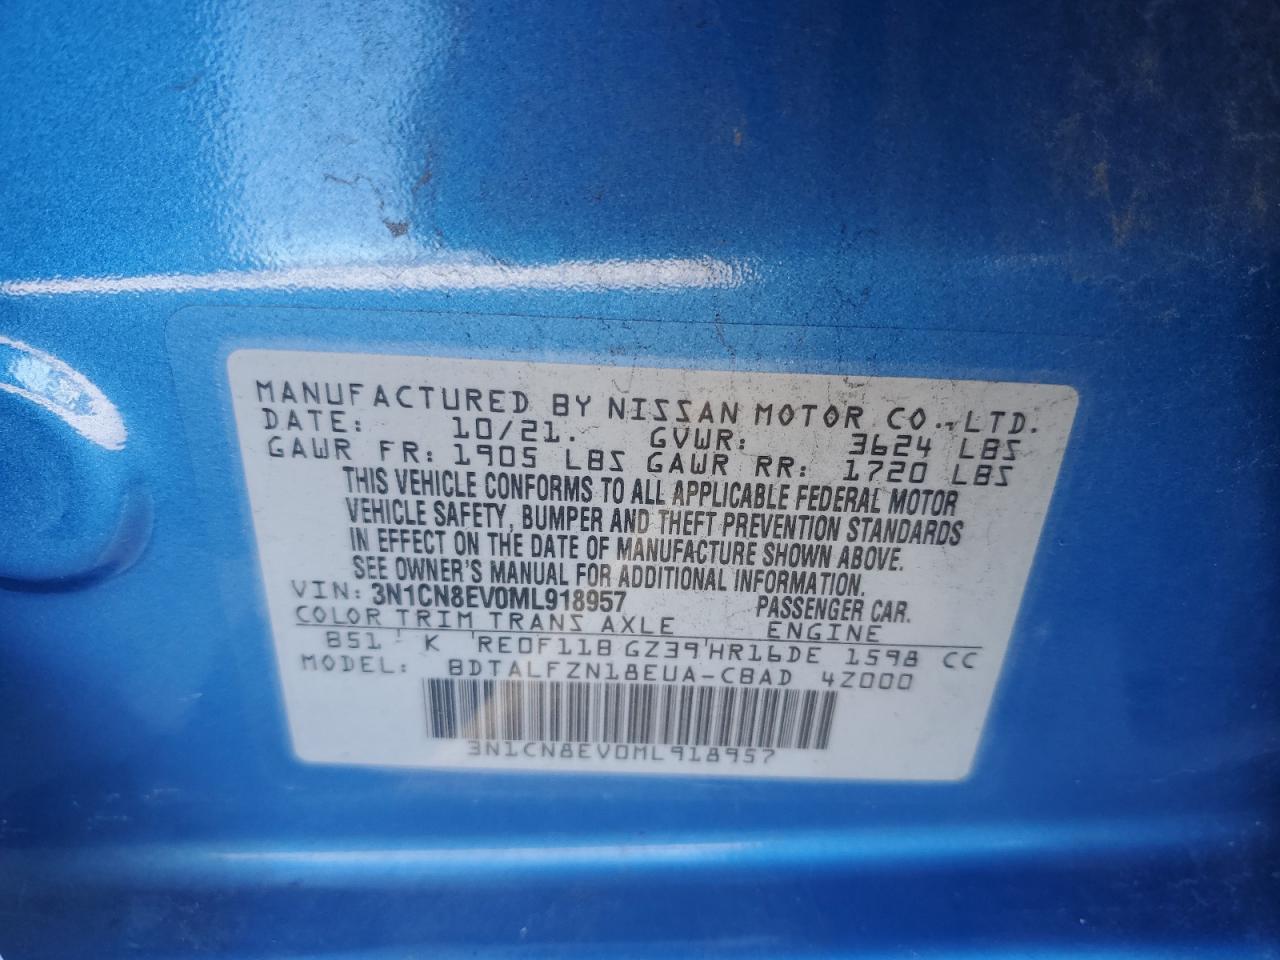 MANUFACTURED BY NISSAN MOTOR CO., LTD.
DATE: 10/21. GVWR: 3624 LBS
GAWR FR: 1905 LBS GAWR RR: 1720 LBS
THIS VEHICLE CONFORMS TO ALL APPLICABLE FEDERAL MOTOR
VEHICLE SAFETY, BUMPER AND THEFT PREVENTION STANDARDS
IN EFFECT ON THE DATE OF MANUFACTURE SHOWN ABOVE.
SEE OWNER'S MANUAL FOR ADDITIONAL INFORMATION.
VIN: 3N1CN8EV0ML918957 PASSENGER CAR.
COLOR TRIM TRANS AXLE ENGINE
B51 K RE0F11B GZ39 HR16DE 1598 CC
MODEL: BDTALFZN18EUA-CBAD 4Z000
3N1CN8EV0ML918957